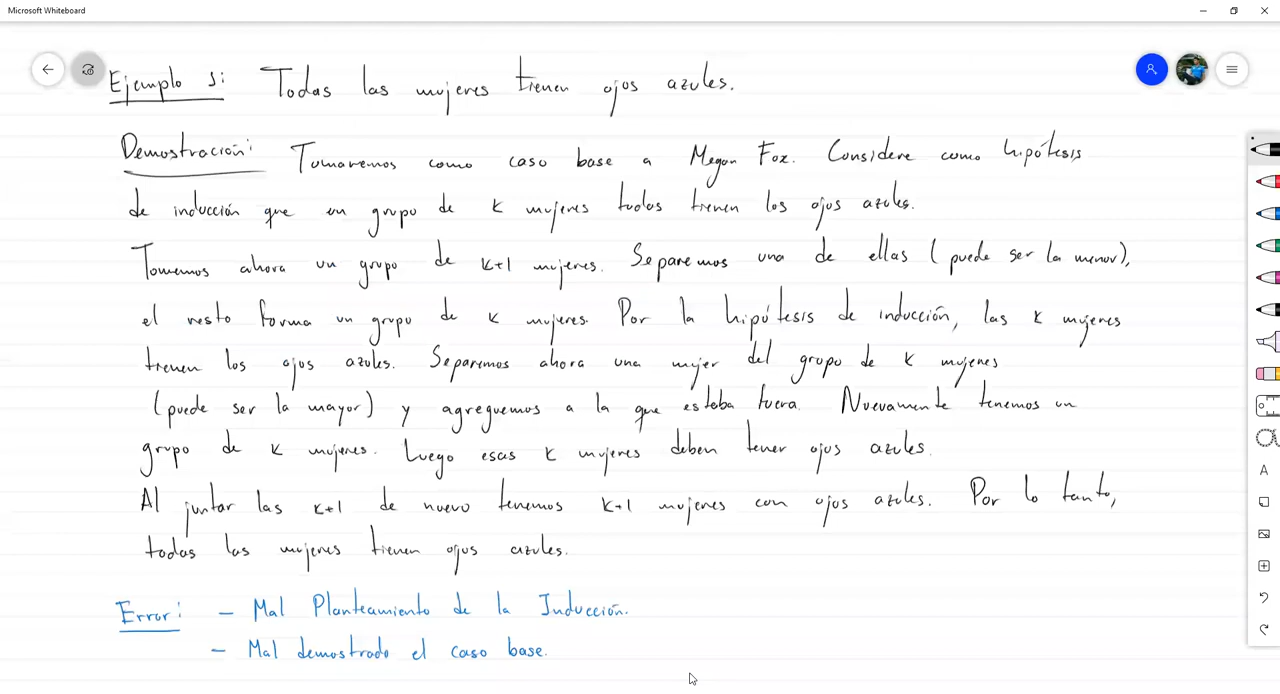 Microsoft Whiteboard
Ejemplo 1: Todas las mujeres tienen ojos azules.
Demostración: Tomaremos como caso base a Megan Fox. Considere como hipótesis
de inducción que en grupo de K mujeres todas tienen los ojos azules.
Tomemos ahora un grupo de K+1 mujeres. Separemos una de ellas (puede ser la menor),
el resto forma un grupo de K mujeres. Por la hipótesis de inducción, las K mujeres
tienen los ojos azules. Separemos ahora una mujer del grupo de K mujeres
(puede ser la mayor) y agreguemos a la que estaba fuera. Nuevamente tenemos un
grupo de K mujeres. Luego esas K mujeres deben tener ojos azules.
Al juntar las K+1 de nuevo tenemos K+1 mujeres con ojos azules. Por lo tanto,
todas las mujeres tienen ojos azules.
Error: - Mal Planteamiento de la Inducción.
- Mal demostrado el caso base.